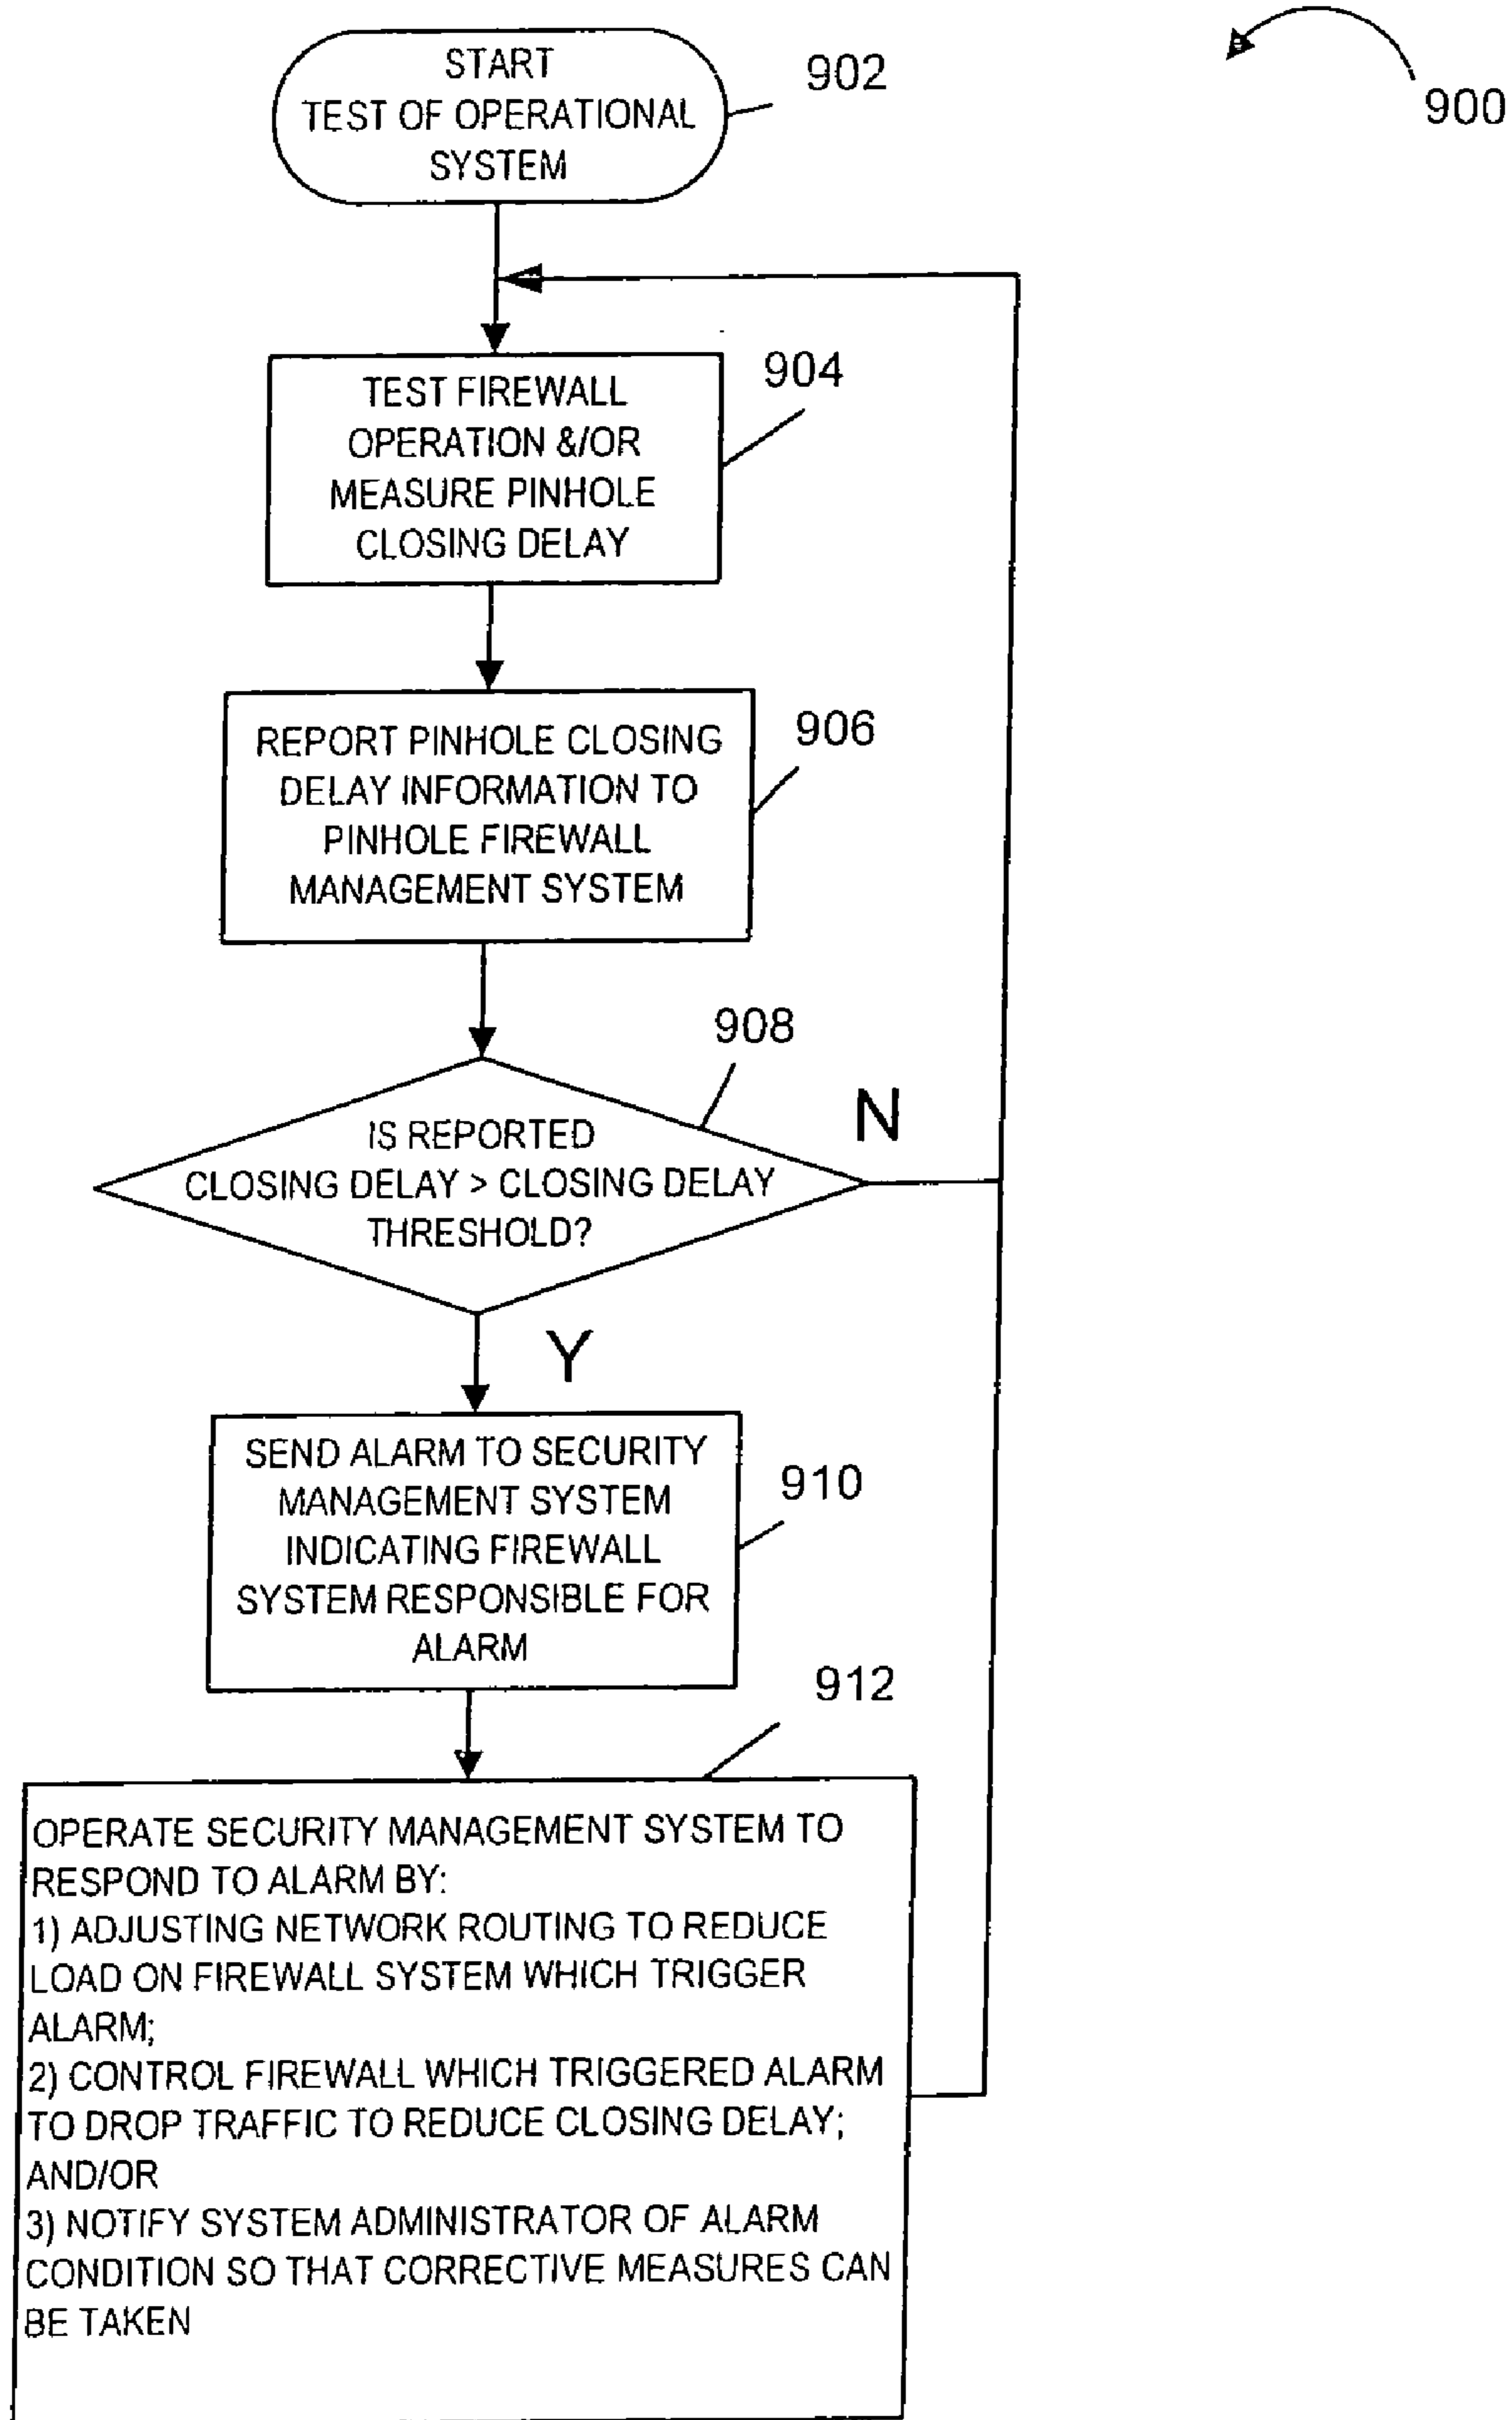 START
TEST OF OPERATIONAL
SYSTEM
902
900
TEST FIREWALL
OPERATION &/OR
MEASURE PINHOLE
CLOSING DELAY
904
REPORT PINHOLE CLOSING
DELAY INFORMATION TO
PINHOLE FIREWALL
MANAGEMENT SYSTEM
906
908
IS REPORTED
CLOSING DELAY > CLOSING DELAY
THRESHOLD?
N
Y
SEND ALARM TO SECURITY
MANAGEMENT SYSTEM
INDICATING FIREWALL
SYSTEM RESPONSIBLE FOR
ALARM
910
912
OPERATE SECURITY MANAGEMENT SYSTEM TO
RESPOND TO ALARM BY:
1) ADJUSTING NETWORK ROUTING TO REDUCE
LOAD ON FIREWALL SYSTEM WHICH TRIGGER
ALARM;
2) CONTROL FIREWALL WHICH TRIGGERED ALARM
TO DROP TRAFFIC TO REDUCE CLOSING DELAY;
AND/OR
3) NOTIFY SYSTEM ADMINISTRATOR OF ALARM
CONDITION SO THAT CORRECTIVE MEASURES CAN
BE TAKEN